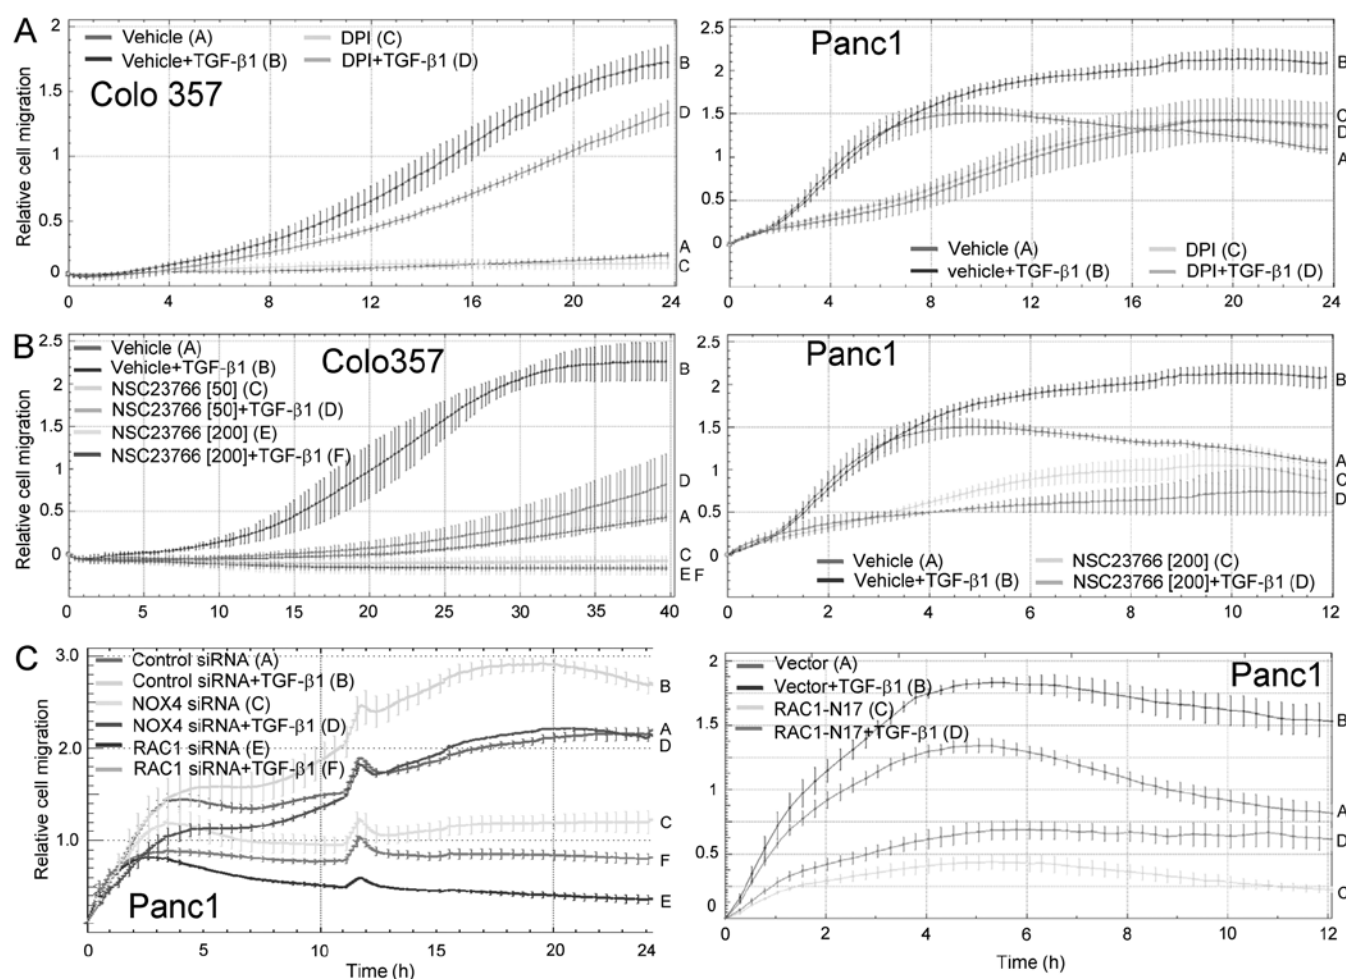 A
Relative cell migration
2
1.5
1
0.5
0
Vehicle (A)
Vehicle+TGF-β1 (B)
DPI (C)
DPI+TGF-β1 (D)
Colo 357
B
D
A
C
0 4 8 12 16 20 24
2.5
2
1.5
1
0.5
0
Panc1
B
C
D
A
Vehicle (A)
vehicle+TGF-β1 (B)
DPI (C)
DPI+TGF-β1 (D)
0 4 8 12 16 20 24
B
Relative cell migration
2.5
2
1.5
1
0.5
0
Vehicle (A)
Vehicle+TGF-β1 (B)
NSC23766 [50] (C)
NSC23766 [50]+TGF-β1 (D)
NSC23766 [200] (E)
NSC23766 [200]+TGF-β1 (F)
Colo357
B
D
A
C
E F
0 5 10 15 20 25 30 35 40
2.5
2
1.5
1
0.5
0
Panc1
B
A
C
D
Vehicle (A)
Vehicle+TGF-β1 (B)
NSC23766 [200] (C)
NSC23766 [200]+TGF-β1 (D)
0 2 4 6 8 10 12
C
Relative cell migration
3.0
2.0
1.0
Control siRNA (A)
Control siRNA+TGF-β1 (B)
NOX4 siRNA (C)
NOX4 siRNA+TGF-β1 (D)
RAC1 siRNA (E)
RAC1 siRNA+TGF-β1 (F)
Panc1
B
A
D
C
F
E
0 5 10 15 20 24
Time (h)
2
1.5
1
0.5
0
Vector (A)
Vector+TGF-β1 (B)
RAC1-N17 (C)
RAC1-N17+TGF-β1 (D)
Panc1
B
A
D
C
0 2 4 6 8 10 12
Time (h)